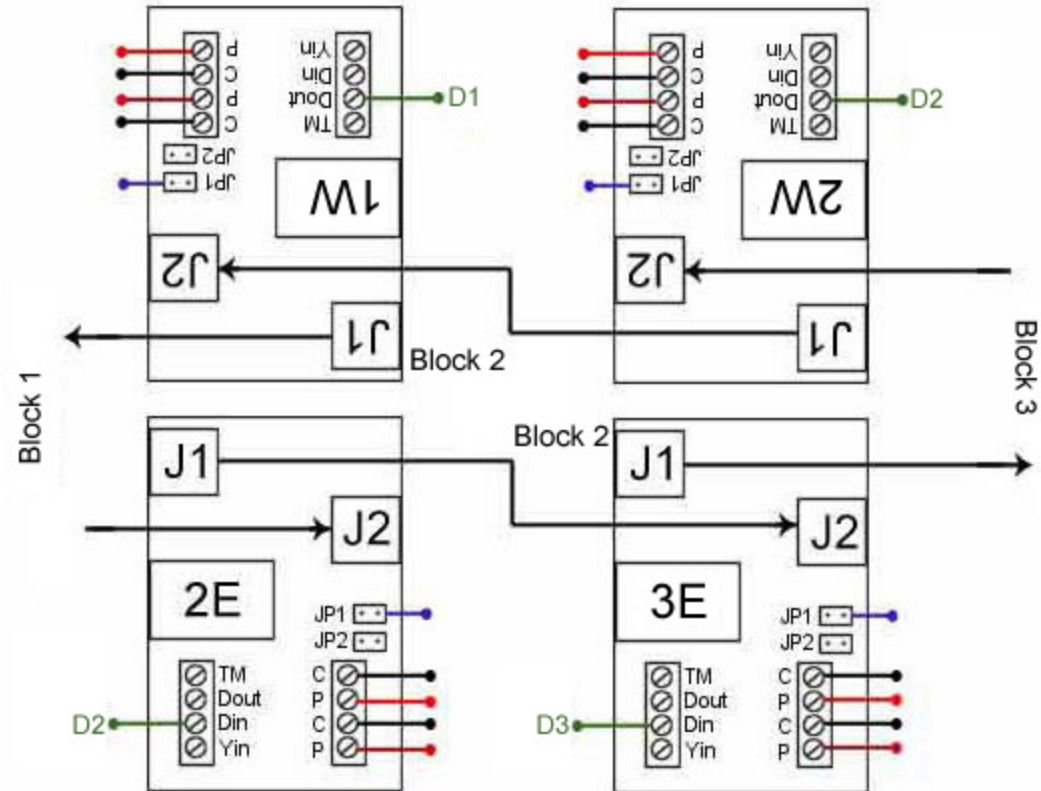 P
C
P
C
JP2
JP1
Yin
Din
Dout
TM
D1
1W
J2
J1
P
C
P
C
JP2
JP1
Yin
Din
Dout
TM
D2
2W
J2
J1
Block 1
Block 2
Block 3
Block 2
J1
J2
2E
JP1
JP2
TM
Dout
Din
Yin
D2
C
P
C
P
J1
J2
3E
JP1
JP2
TM
Dout
Din
Yin
D3
C
P
C
P